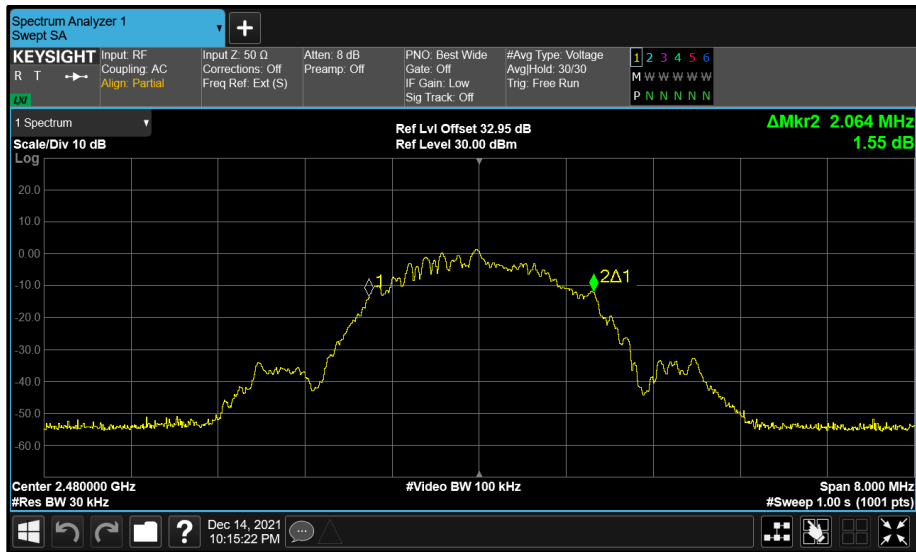 Spectrum Analyzer 1
Swept SA
KEYSIGHT
R T
LXI
Input: RF
Coupling: AC
Align: Partial
Input Z: 50 Ω
Corrections: Off
Freq Ref: Ext (S)
Atten: 8 dB
Preamp: Off
PNO: Best Wide
Gate: Off
IF Gain: Low
Sig Track: Off
#Avg Type: Voltage
Avg|Hold: 30/30
Trig: Free Run
1 2 3 4 5 6
M W W W W W
P N N N N N
1 Spectrum
Scale/Div 10 dB
Ref Lvl Offset 32.95 dB
Ref Level 30.00 dBm
ΔMkr2 2.064 MHz
1.55 dB
Log
20.0
10.0
0.00
-10.0
-20.0
-30.0
-40.0
-50.0
-60.0
1
2Δ1
Center 2.480000 GHz
#Res BW 30 kHz
#Video BW 100 kHz
Span 8.000 MHz
#Sweep 1.00 s (1001 pts)
?
Dec 14, 2021
10:15:22 PM